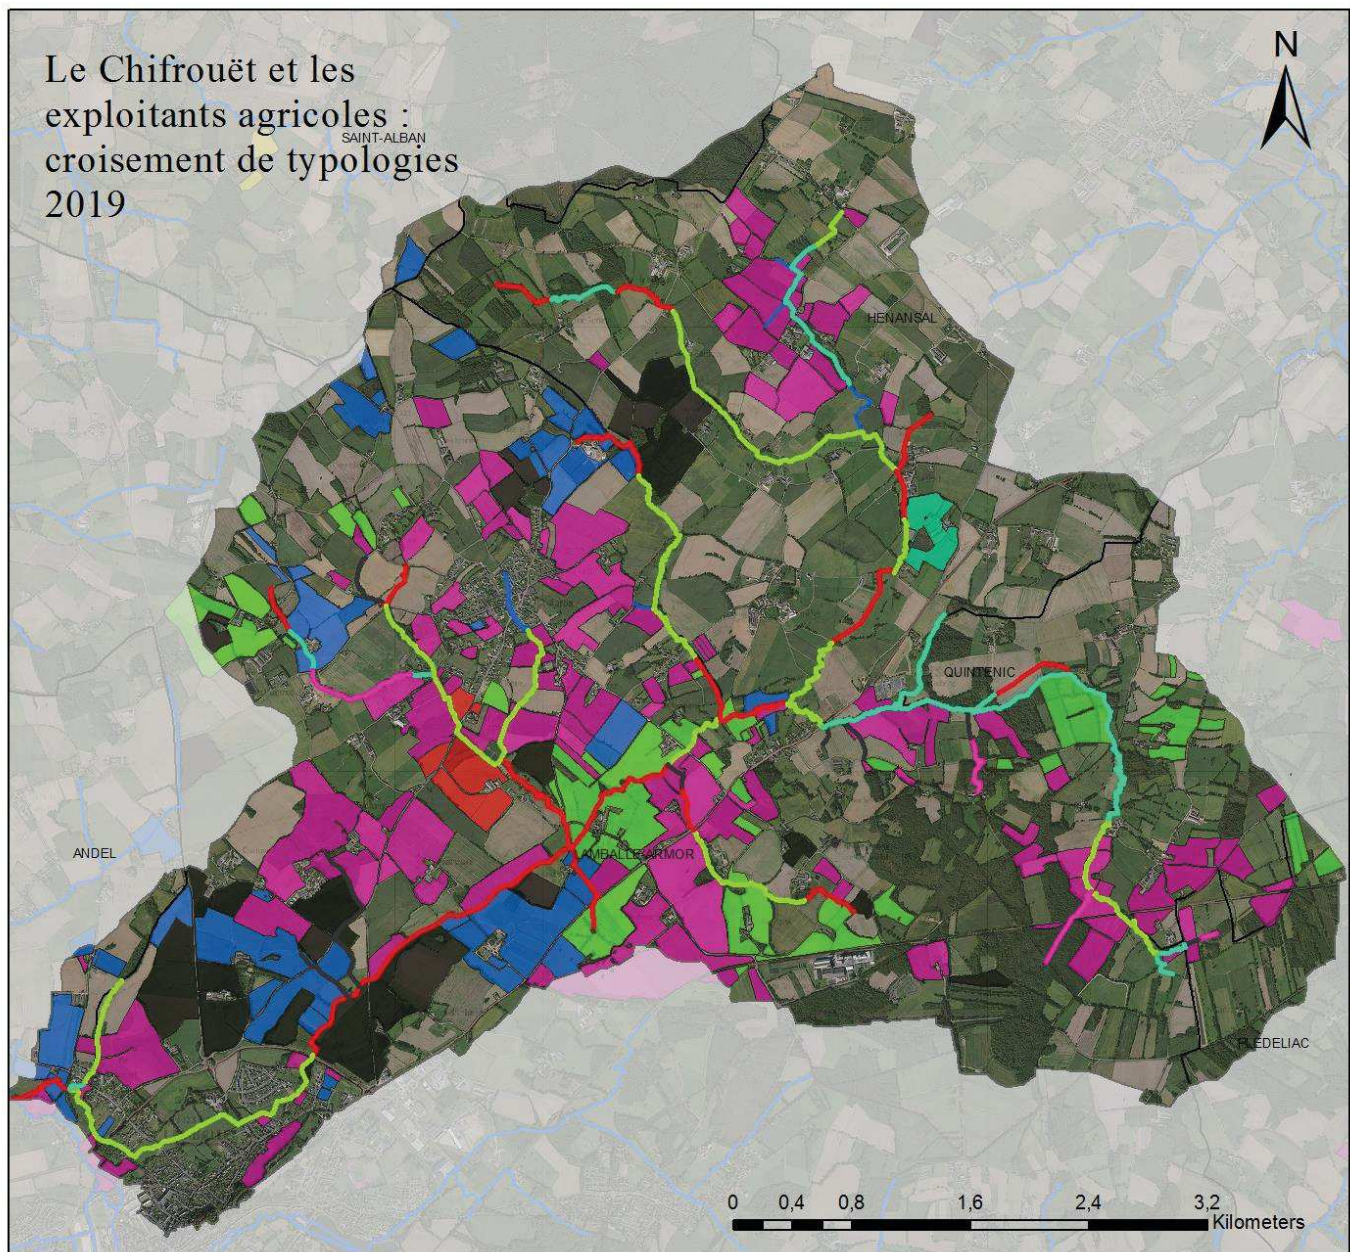 Le Chifrouët et les
exploitants agricoles :
SAINT-ALBAN
croisement de typologies
2019
N
HENANSAL
QUINTENIC
ANDEL
LAMBALLE-ARMOR
PLEDELIAC
0 0,4 0,8 1,6 2,4 3,2
Kilometers